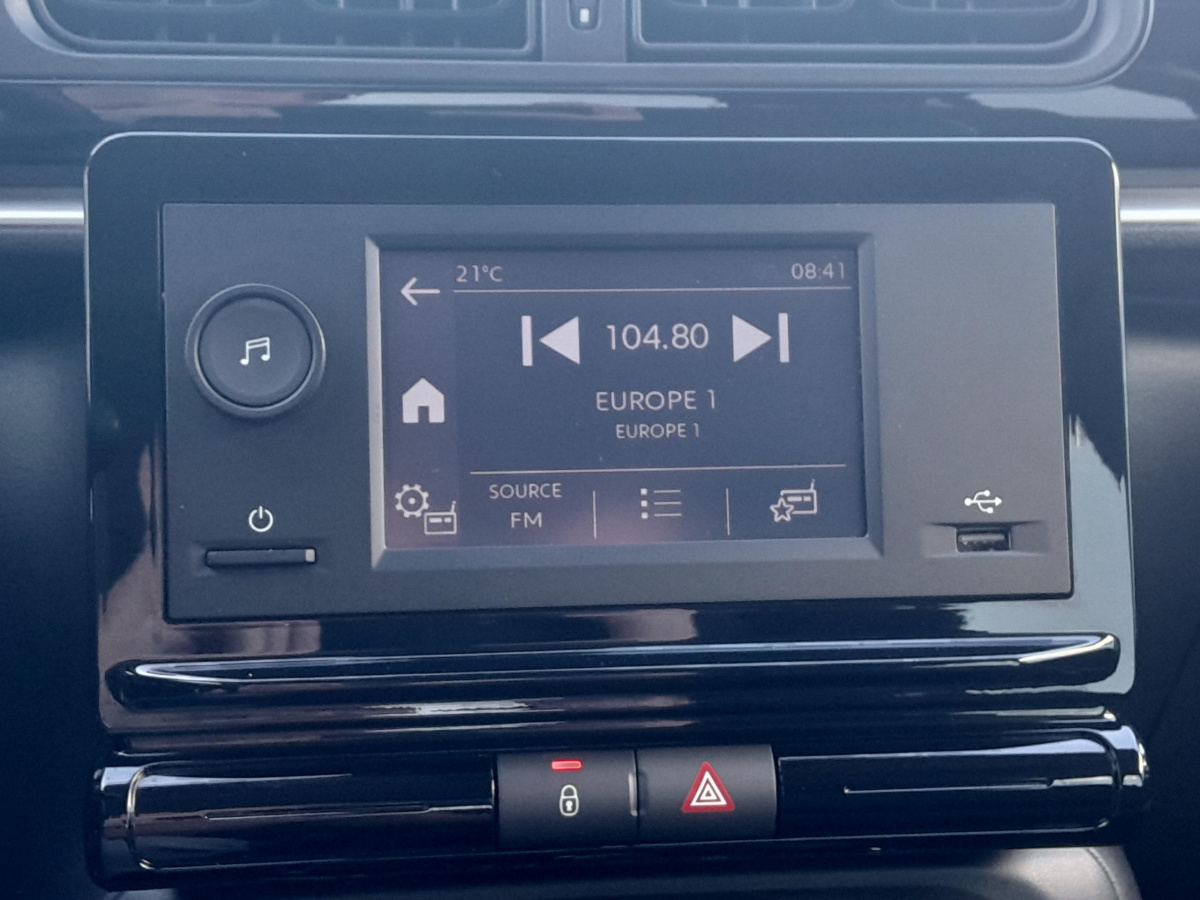 21°C 08:41
104.80
EUROPE 1
EUROPE 1
SOURCE
FM